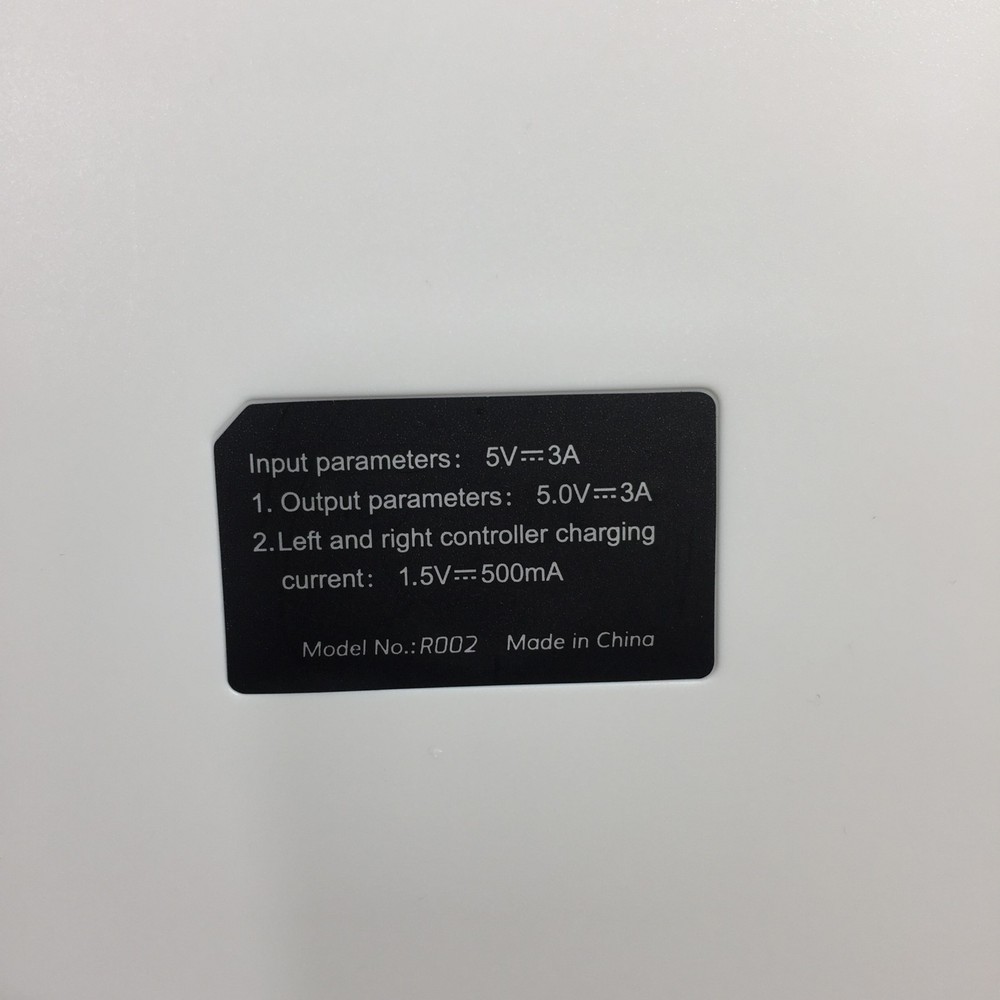 Input parameters: 5V⎓3A
1. Output parameters: 5.0V⎓3A
2.Left and right controller charging
current: 1.5V⎓500mA
Model No.:R002 Made in China